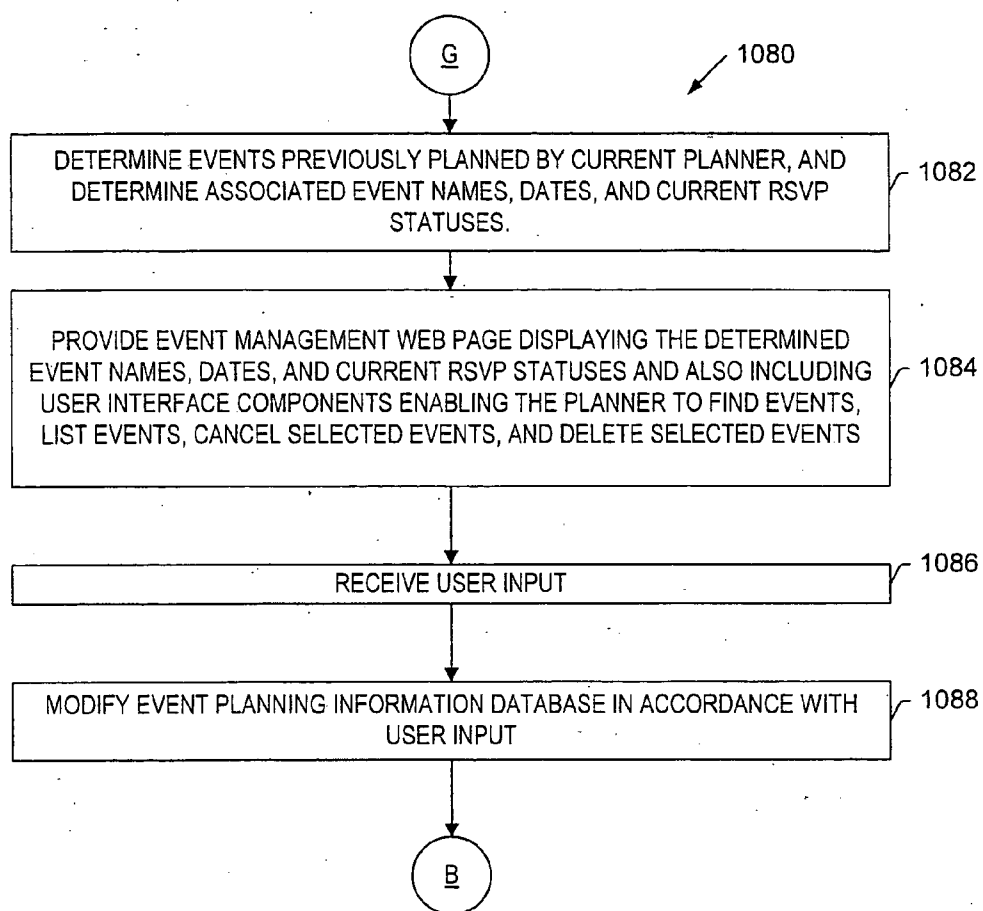 G
1080
DETERMINE EVENTS PREVIOUSLY PLANNED BY CURRENT PLANNER, AND
DETERMINE ASSOCIATED EVENT NAMES, DATES, AND CURRENT RSVP
STATUSES.
1082
PROVIDE EVENT MANAGEMENT WEB PAGE DISPLAYING THE DETERMINED
EVENT NAMES, DATES, AND CURRENT RSVP STATUSES AND ALSO INCLUDING
USER INTERFACE COMPONENTS ENABLING THE PLANNER TO FIND EVENTS,
LIST EVENTS, CANCEL SELECTED EVENTS, AND DELETE SELECTED EVENTS
1084
RECEIVE USER INPUT
1086
MODIFY EVENT PLANNING INFORMATION DATABASE IN ACCORDANCE WITH
USER INPUT
1088
B